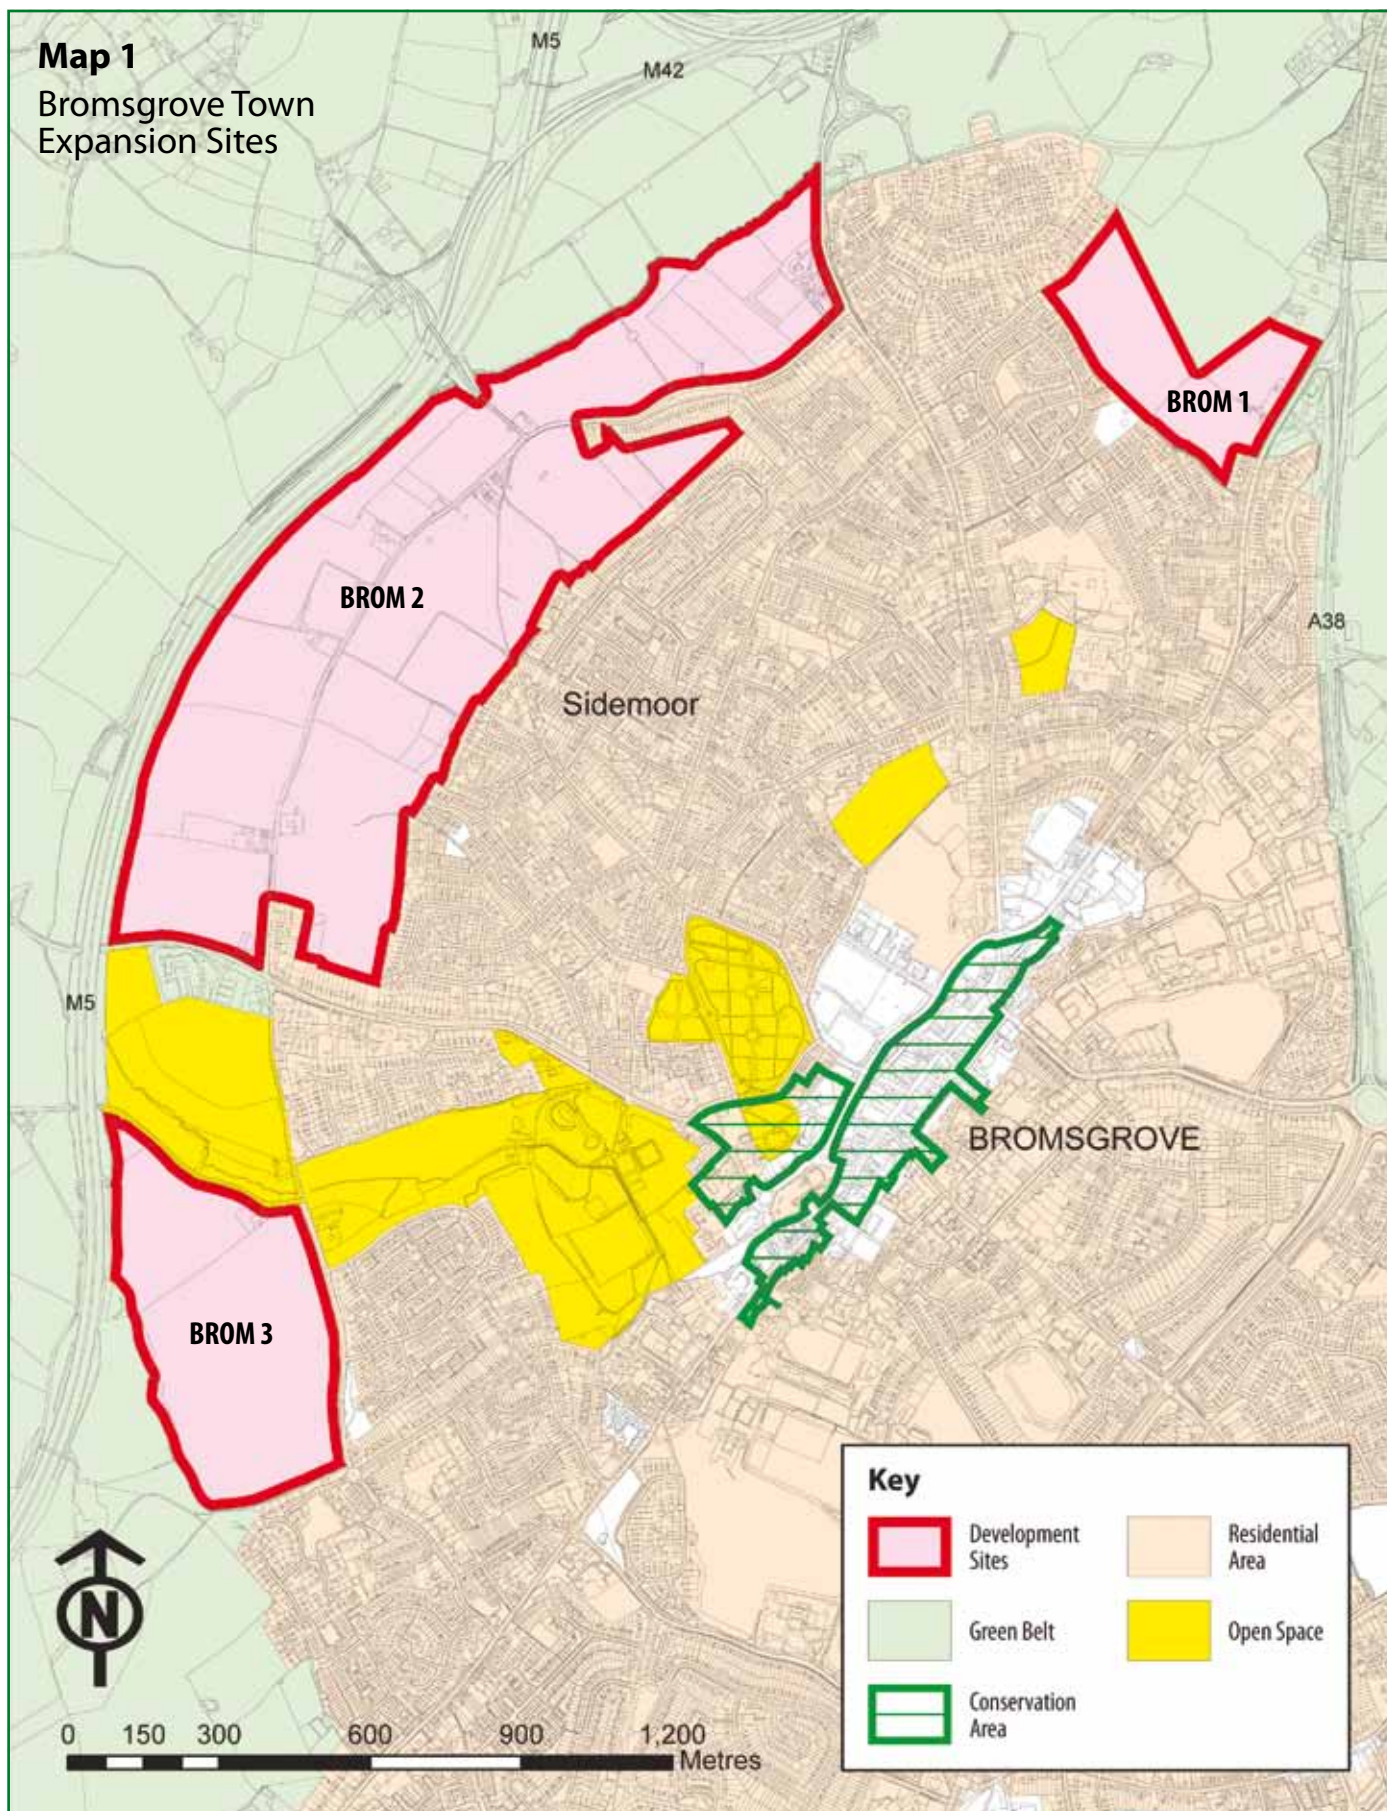 Map 1
Bromsgrove Town
Expansion Sites
M5
M42
BROM 1
BROM 2
A38
Sidemoor
M5
BROMSGROVE
BROM 3
Key
Development
Sites
Residential
Area
Green Belt
Open Space
Conservation
Area
N
0 150 300 600 900 1,200
Metres